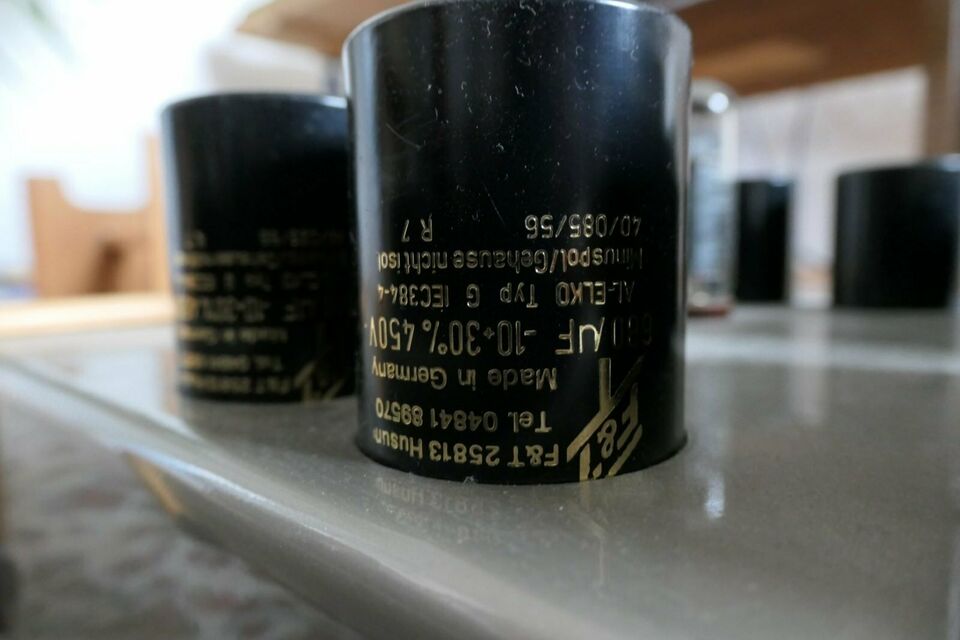 F&T
F&T 25813 Husum
Tel. 04841 89570
Made in Germany
680 µF -10+30% 450V-
AL-ELKO Typ G IEC384-4
Minuspol/Gehäuse nicht isol
40/085/56 R 7